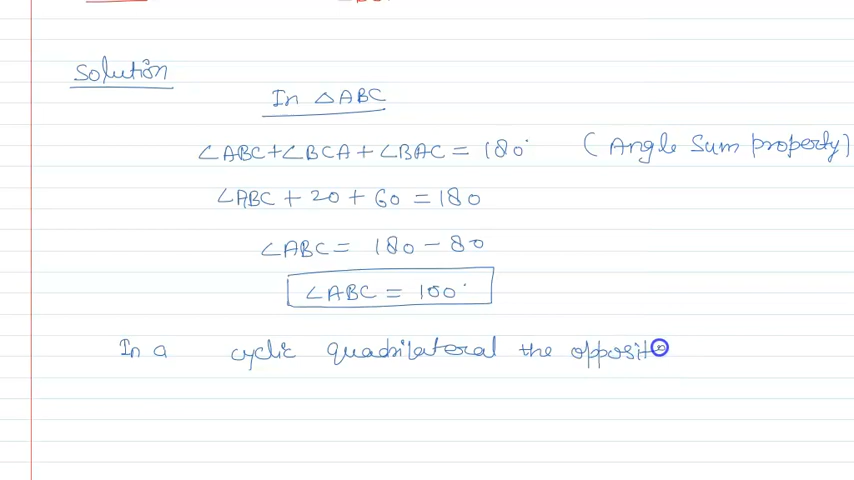 Solution
In △ABC
∠ABC + ∠BCA + ∠BAC = 180° (Angle Sum property)
∠ABC + 20 + 60 = 180
∠ABC = 180 - 80
∠ABC = 100°
In a cyclic quadrilateral the opposite